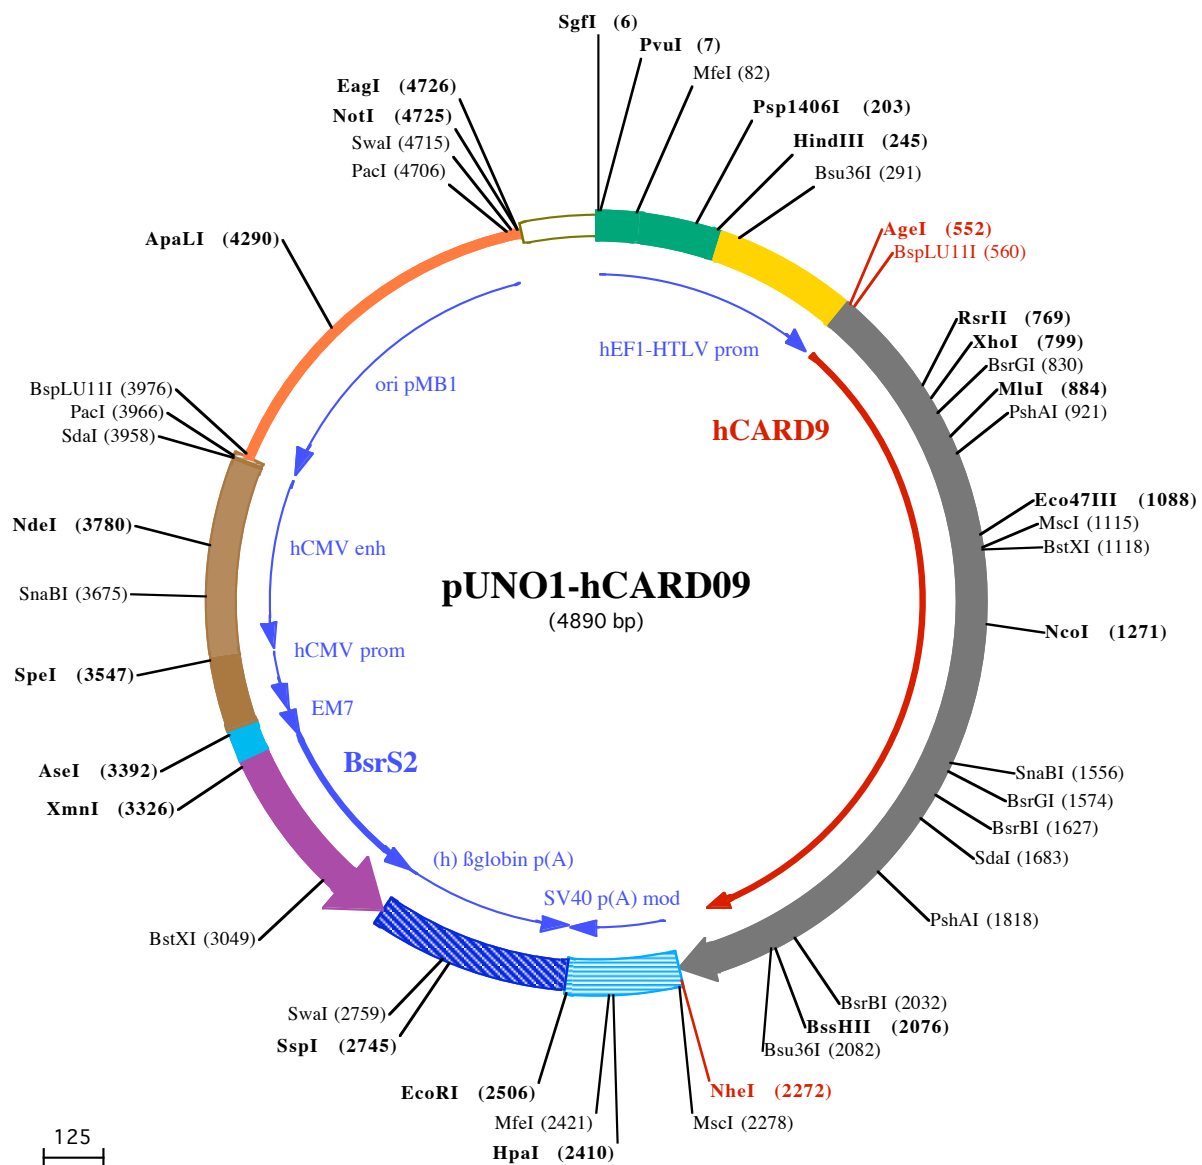 SgfI (6)
PvuI (7)
MfeI (82)
Psp1406I (203)
HindIII (245)
Bsu36I (291)
AgeI (552)
BspLU11I (560)
RsrII (769)
XhoI (799)
BsrGI (830)
MluI (884)
PshAI (921)
Eco47III (1088)
MscI (1115)
BstXI (1118)
NcoI (1271)
SnaBI (1556)
BsrGI (1574)
BsrBI (1627)
SdaI (1683)
PshAI (1818)
BsrBI (2032)
BssHII (2076)
Bsu36I (2082)
NheI (2272)
MscI (2278)
HpaI (2410)
MfeI (2421)
EcoRI (2506)
SspI (2745)
SwaI (2759)
BstXI (3049)
XmnI (3326)
AseI (3392)
SpeI (3547)
SnaBI (3675)
NdeI (3780)
SdaI (3958)
PacI (3966)
BspLU11I (3976)
ApaLI (4290)
PacI (4706)
SwaI (4715)
NotI (4725)
EagI (4726)
hEF1-HTLV prom
hCARD9
ori pMB1
hCMV enh
hCMV prom
EM7
BsrS2
(h) ßglobin p(A)
SV40 p(A) mod
pUNO1-hCARD09
(4890 bp)
125